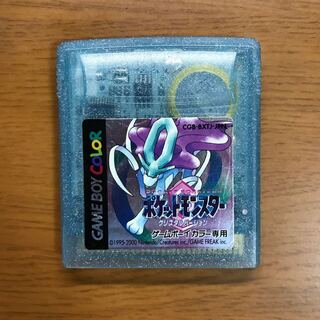 GAME BOY COLOR
CGB-BXTJ-JPN
ポケットモンスター
クリスタルバージョン
ゲームボーイカラー専用
©1995-2000 Nintendo/Creatures inc./GAME FREAK inc.